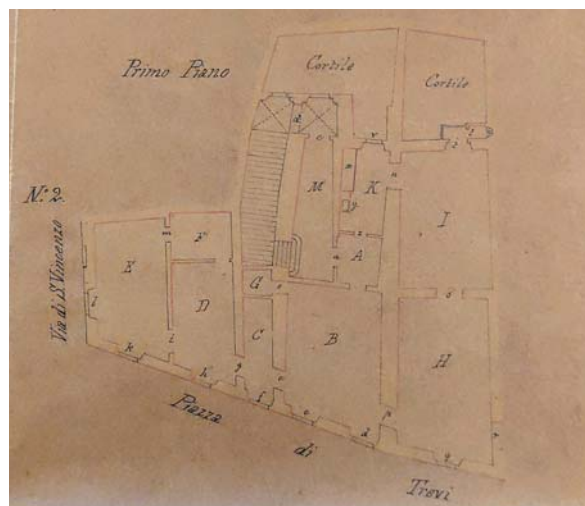 Primo Piano
Cortile
Cortile
N.º 2.
Via di S. Vincenzo
M
K
I
A
E
F
D
G
C
B
H
l
k
i
h
g
f
e
d
p
q
r
o
n
v
Piazza
di
Trevi